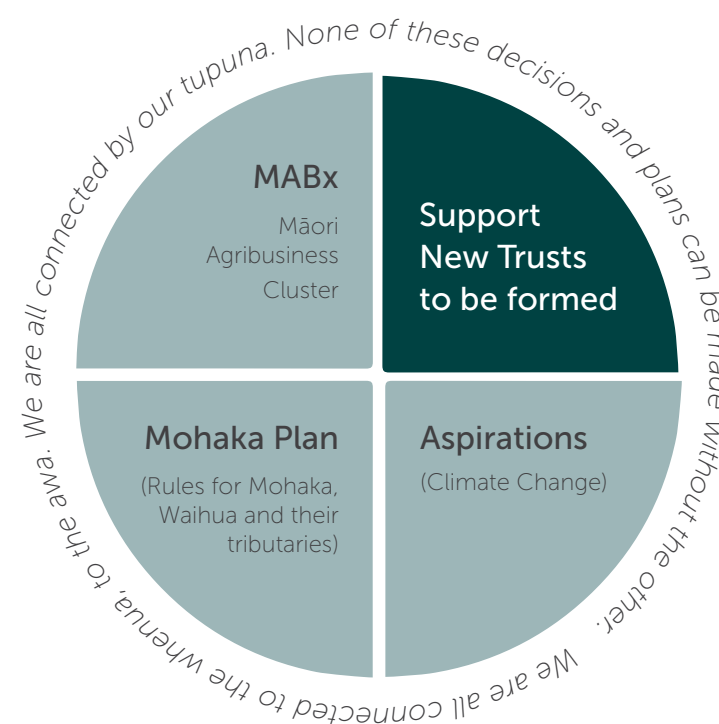 We are all connected by our tupuna. None of these decisions and plans can be made without the other.
We are all connected to the whenua, to the awa.
MABx
Māori
Agribusiness
Cluster
Support
New Trusts
to be formed
Mohaka Plan
(Rules for Mohaka,
Waihua and their
tributaries)
Aspirations
(Climate Change)